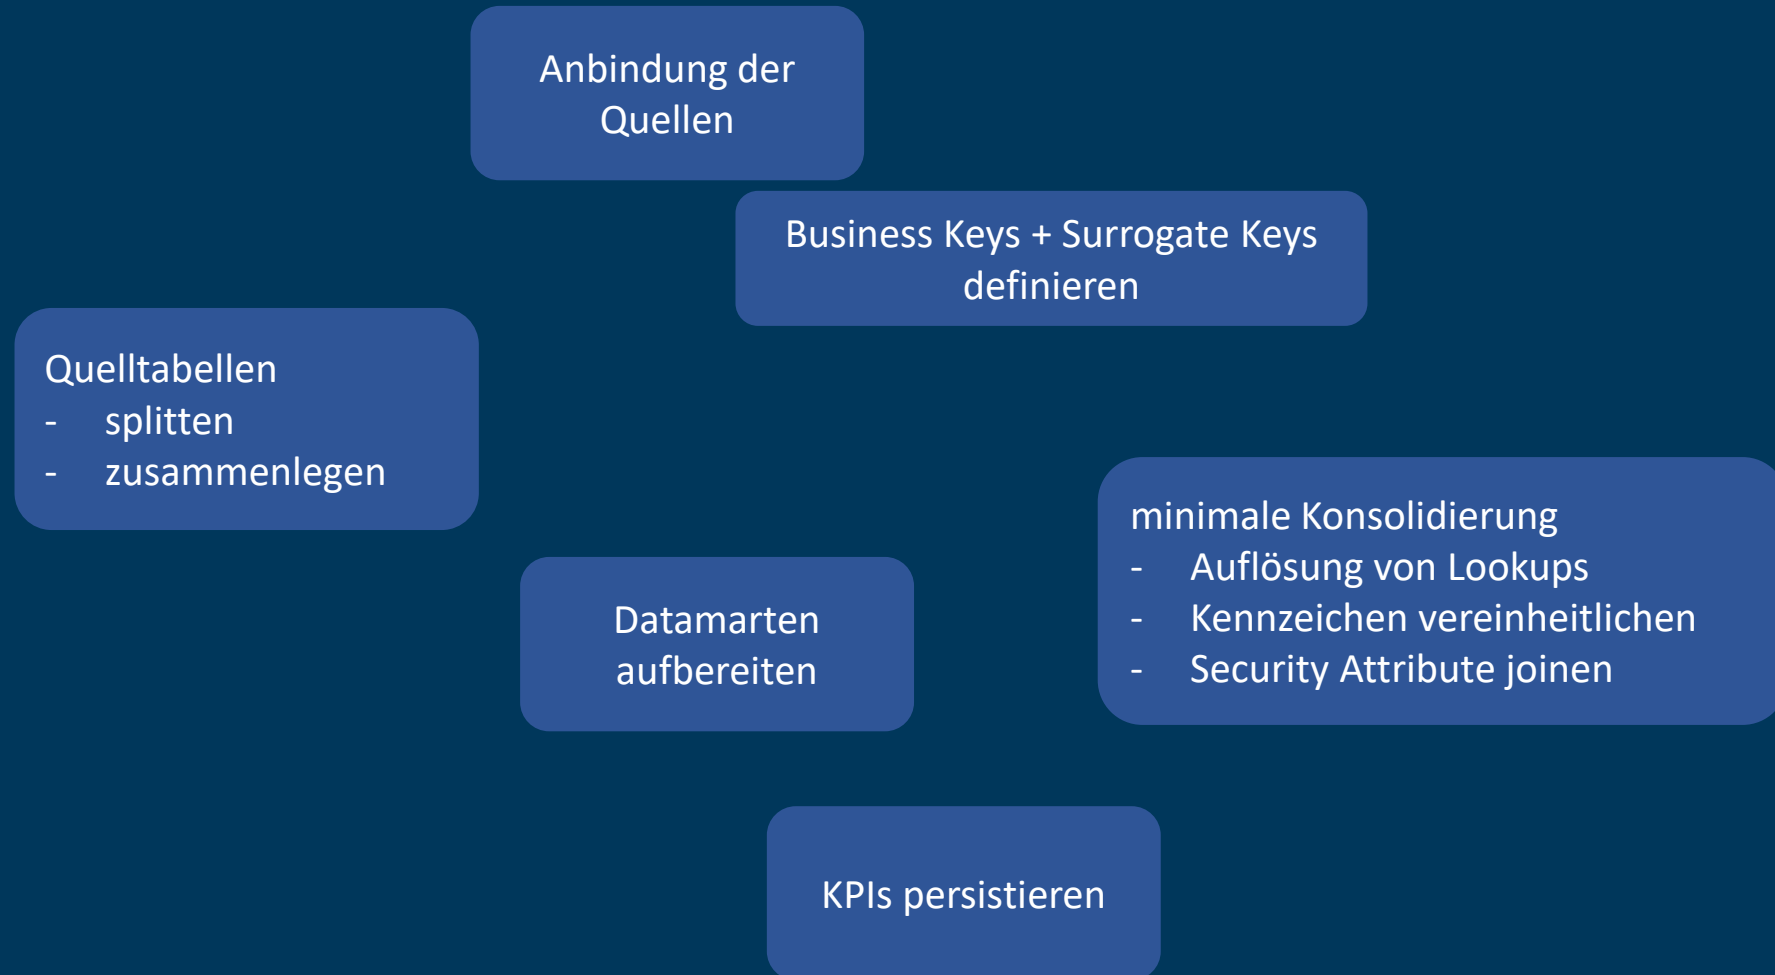 Anbindung der
Quellen
Business Keys + Surrogate Keys
definieren
Quelltabellen
- splitten
- zusammenlegen
minimale Konsolidierung
- Auflösung von Lookups
- Kennzeichen vereinheitlichen
- Security Attribute joinen
Datamarten
aufbereiten
KPIs persistieren